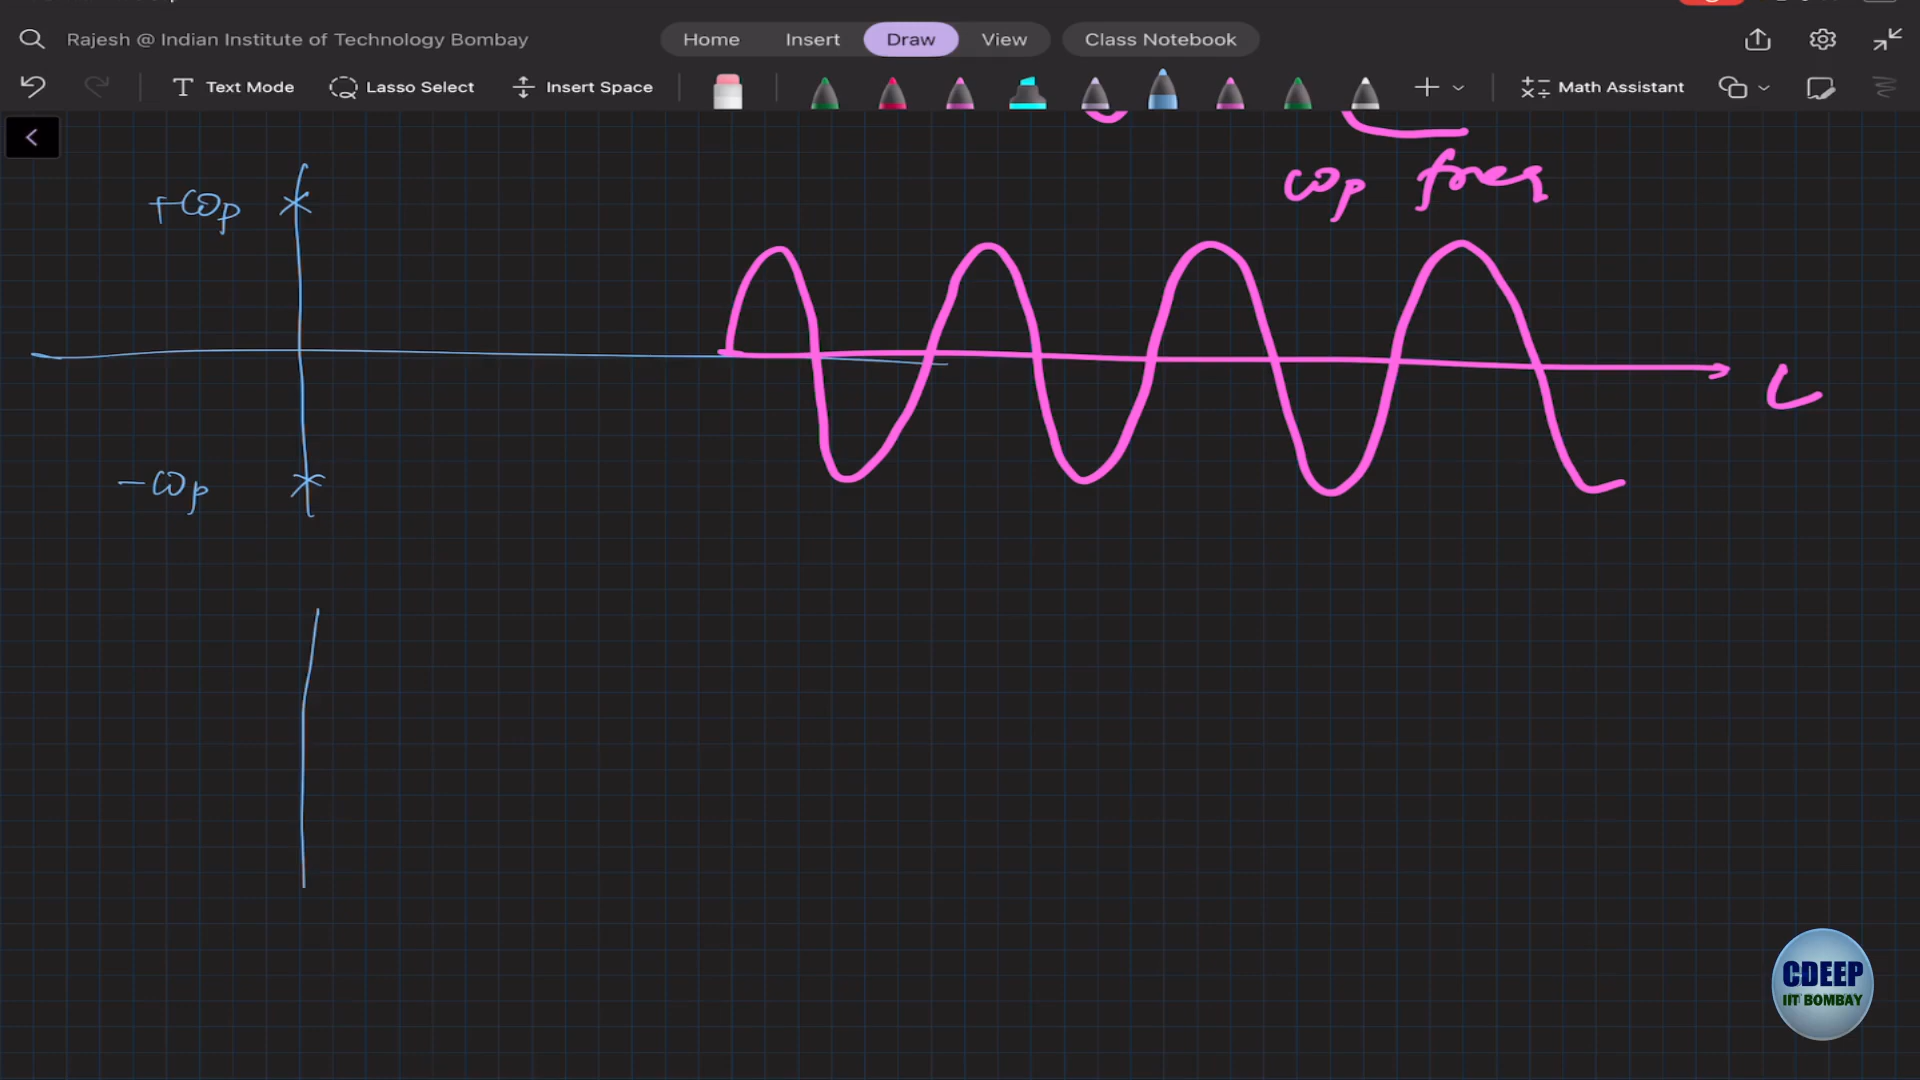 Rajesh @ Indian Institute of Technology Bombay
Home Insert Draw View Class Notebook
Text Mode Lasso Select Insert Space Math Assistant
ωp freq
+ωp
-ωp
CDEEP
IIT BOMBAY